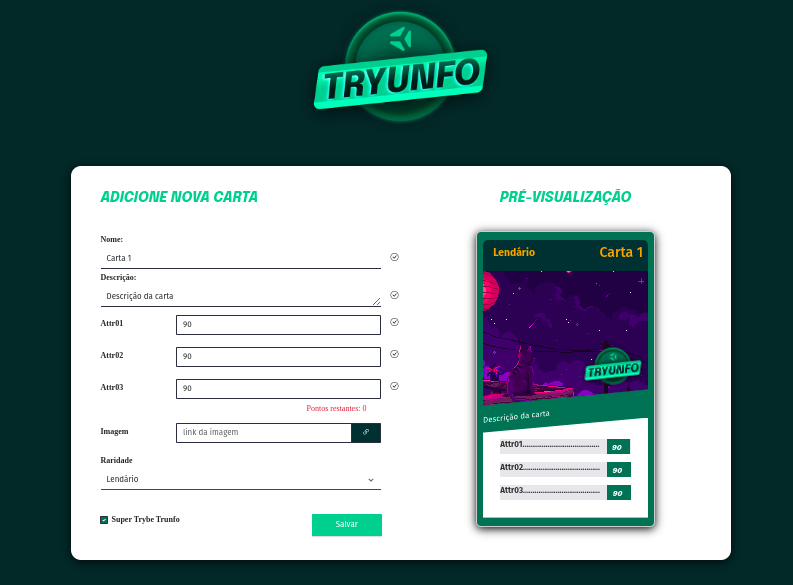 TRYUNFO
ADICIONE NOVA CARTA
Nome:
Carta 1
Descrição:
Descrição da carta
Attr01
90
Attr02
90
Attr03
90
Pontos restantes: 0
Imagem
link da imagem
Raridade
Lendário
Super Trybe Trunfo
Salvar
PRÉ-VISUALIZAÇÃO
Lendário Carta 1
TRYUNFO
Descrição da carta
Attr01....................................... 90
Attr02....................................... 90
Attr03....................................... 90